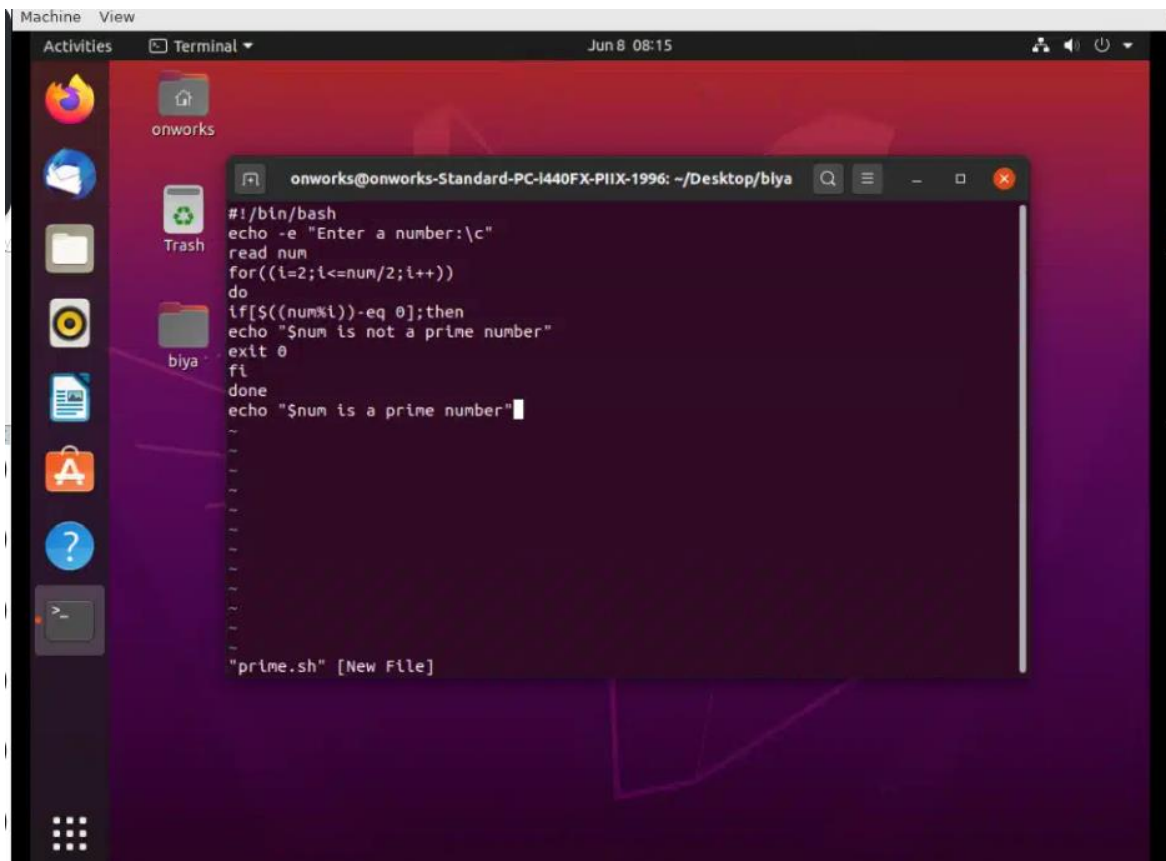 Machine View
Activities Terminal Jun 8 08:15
onworks
Trash
biya
onworks@onworks-Standard-PC-i440FX-PIIX-1996: ~/Desktop/biya
#!/bin/bash
echo -e "Enter a number:\c"
read num
for((i=2;i<=num/2;i++))
do
if[$((num%i))-eq 0];then
echo "$num is not a prime number"
exit 0
fi
done
echo "$num is a prime number"
~
~
~
~
~
~
~
~
~
~
~
~
"prime.sh" [New File]